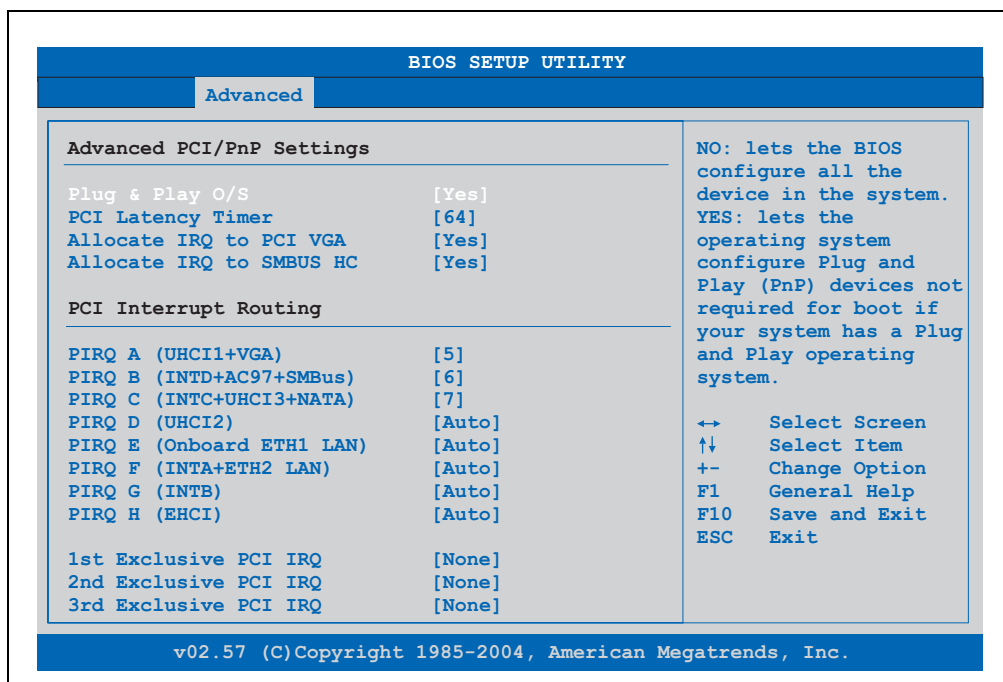 BIOS SETUP UTILITY
Advanced
Advanced PCI/PnP Settings
Plug & Play O/S [Yes]
PCI Latency Timer [64]
Allocate IRQ to PCI VGA [Yes]
Allocate IRQ to SMBUS HC [Yes]
PCI Interrupt Routing
PIRQ A (UHCI1+VGA) [5]
PIRQ B (INTD+AC97+SMBus) [6]
PIRQ C (INTC+UHCI3+NATA) [7]
PIRQ D (UHCI2) [Auto]
PIRQ E (Onboard ETH1 LAN) [Auto]
PIRQ F (INTA+ETH2 LAN) [Auto]
PIRQ G (INTB) [Auto]
PIRQ H (EHCI) [Auto]
1st Exclusive PCI IRQ [None]
2nd Exclusive PCI IRQ [None]
3rd Exclusive PCI IRQ [None]
NO: lets the BIOS
configure all the
device in the system.
YES: lets the
operating system
configure Plug and
Play (PnP) devices not
required for boot if
your system has a Plug
and Play operating
system.
↔ Select Screen
↑↓ Select Item
+- Change Option
F1 General Help
F10 Save and Exit
ESC Exit
v02.57 (C)Copyright 1985-2004, American Megatrends, Inc.